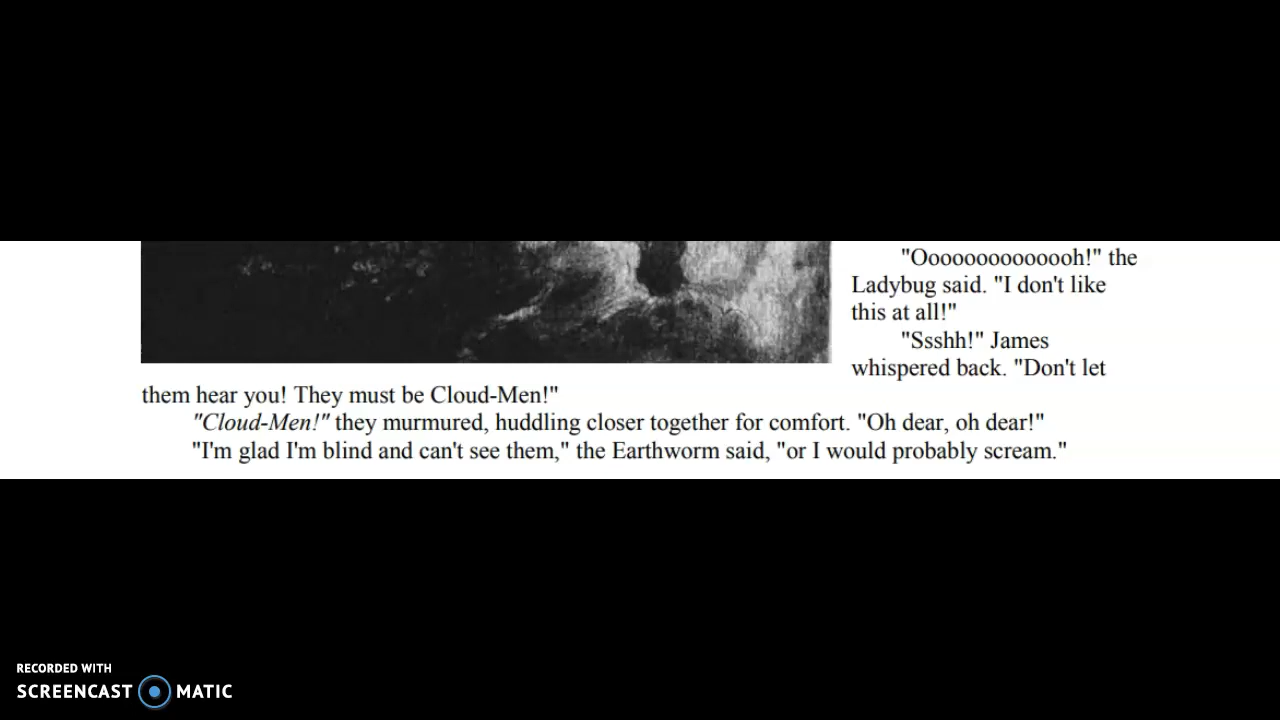 "Oooooooooooooh!" the
Ladybug said. "I don't like
this at all!"
"Ssshh!" James
whispered back. "Don't let
them hear you! They must be Cloud-Men!"
"Cloud-Men!" they murmured, huddling closer together for comfort. "Oh dear, oh dear!"
"I'm glad I'm blind and can't see them," the Earthworm said, "or I would probably scream."
RECORDED WITH
SCREENCAST MATIC